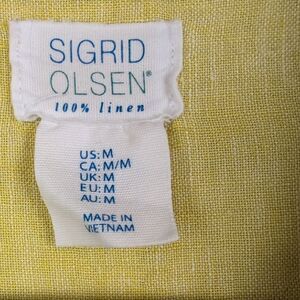 SIGRID
OLSEN®
100% linen
US: M
CA: M/M
UK: M
EU: M
AU: M
MADE IN
VIETNAM